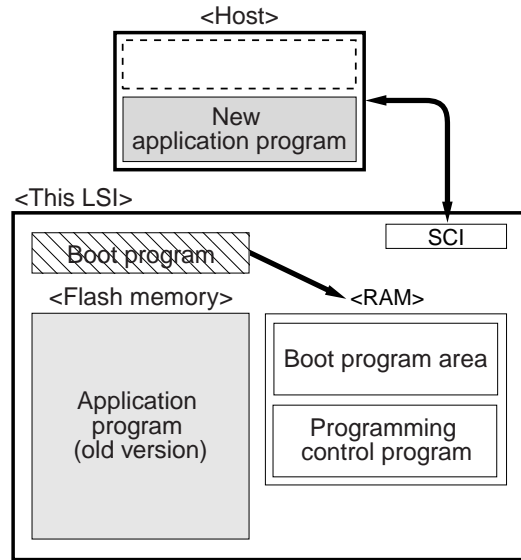 <Host>
New
application program
<This LSI>
SCI
Boot program
<Flash memory>
<RAM>
Boot program area
Application
program
(old version)
Programming
control program